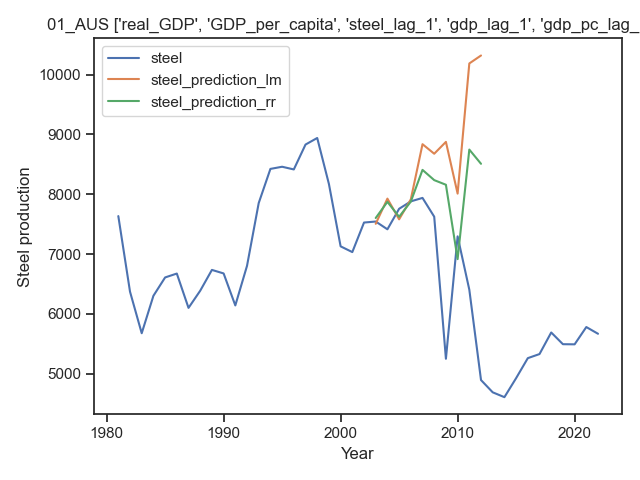 01_AUS ['real_GDP', 'GDP_per_capita', 'steel_lag_1', 'gdp_lag_1', 'gdp_pc_lag_
steel
steel_prediction_lm
steel_prediction_rr
10000
9000
8000
7000
6000
5000
Steel production
1980
1990
2000
2010
2020
Year